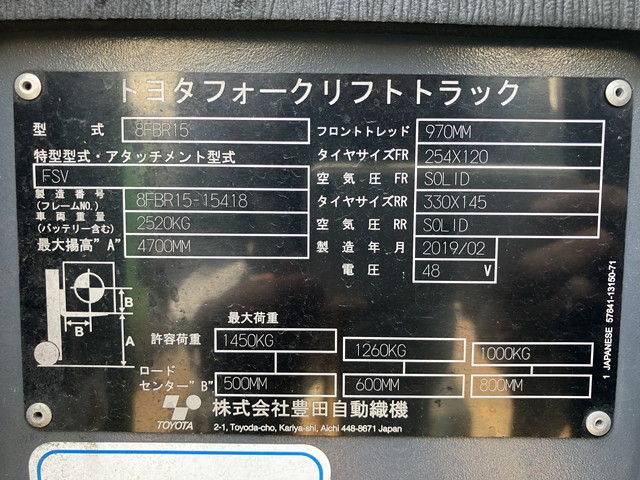 トヨタフォークリフトトラック
型式 8FBR15
特型型式・アタッチメント型式
FSV
製造番号
(フレームNO.) 8FBR15-15418
車両重量
(バッテリー含む) 2520KG
最大揚高"A" 4700MM
フロントトレッド 970MM
タイヤサイズFR 254X120
空気圧FR SOLID
タイヤサイズRR 330X145
空気圧RR SOLID
製造年月 2019/02
電圧 48 V
B
B
A
最大荷重
許容荷重 1450KG 1260KG 1000KG
ロード
センター"B" 500MM 600MM 800MM
TOYOTA
株式会社豊田自動織機
2-1, Toyoda-cho, Kariya-shi, Aichi 448-8671 Japan
1 JAPANESE 57841-13150-71